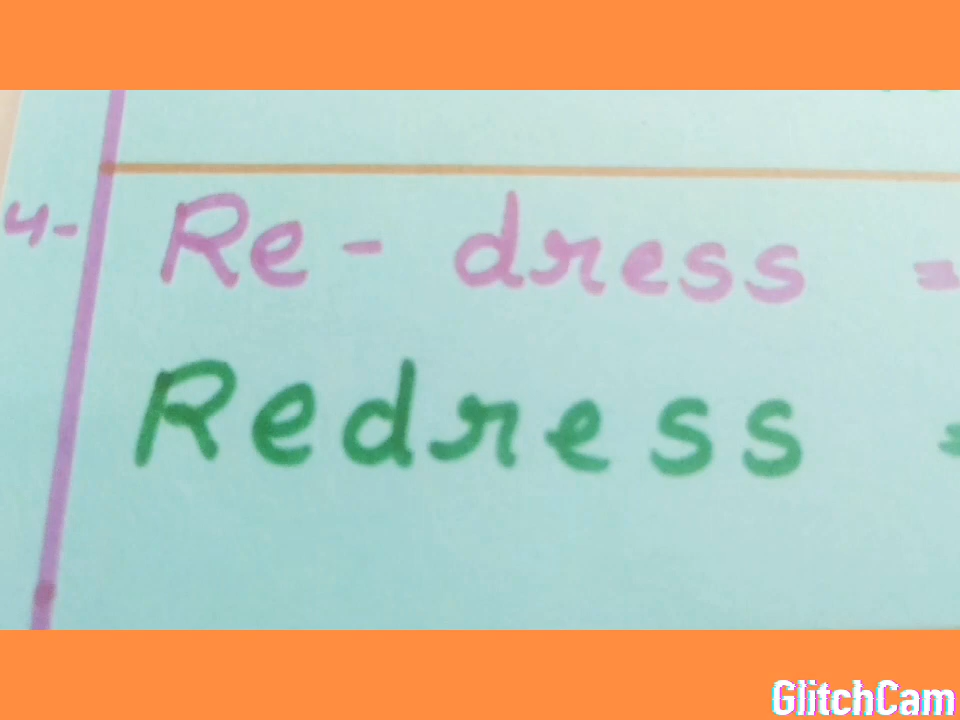 4- Re- dress =
Redress =
GlitchCam